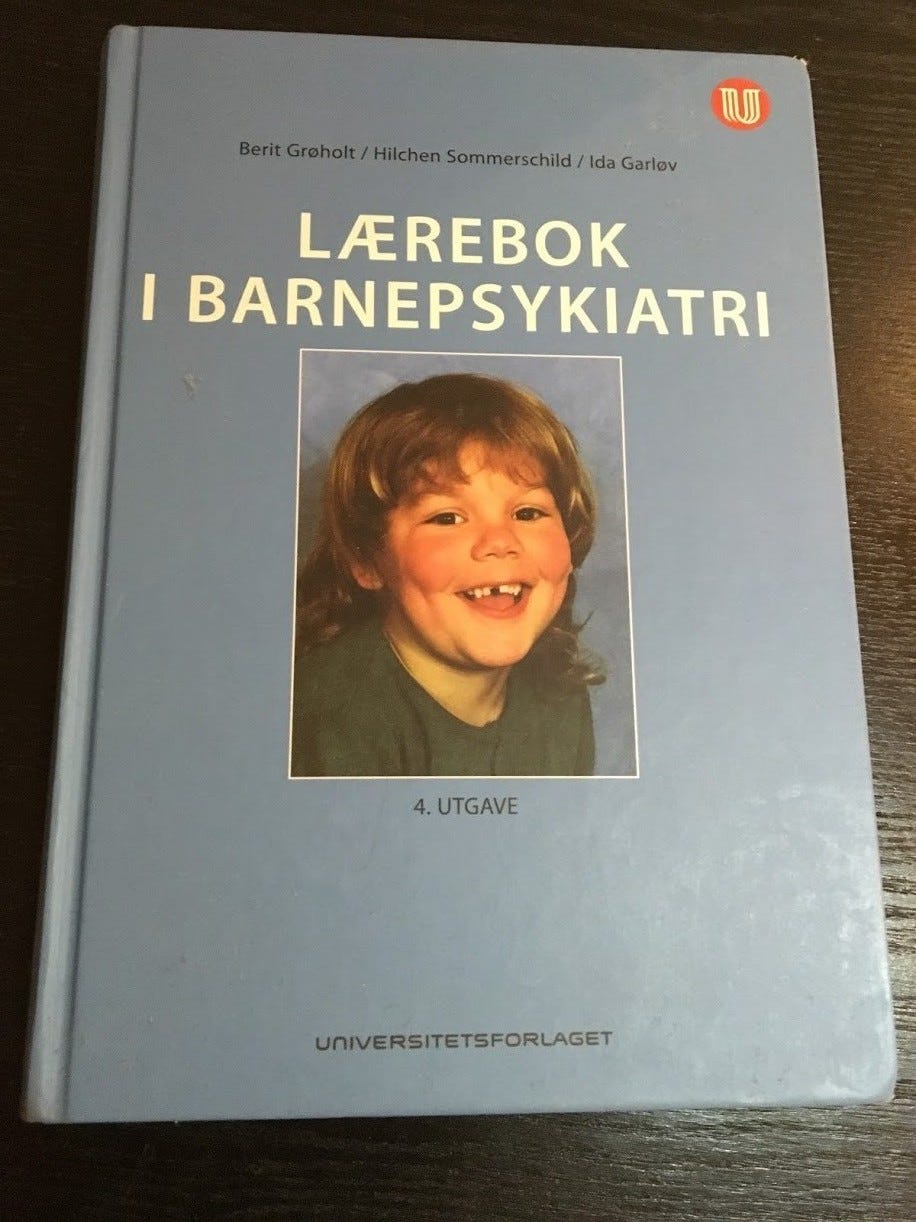 Berit Grøholt / Hilchen Sommerschild / Ida Garløv
LÆREBOK
I BARNEPSYKIATRI
4. UTGAVE
UNIVERSITETSFORLAGET